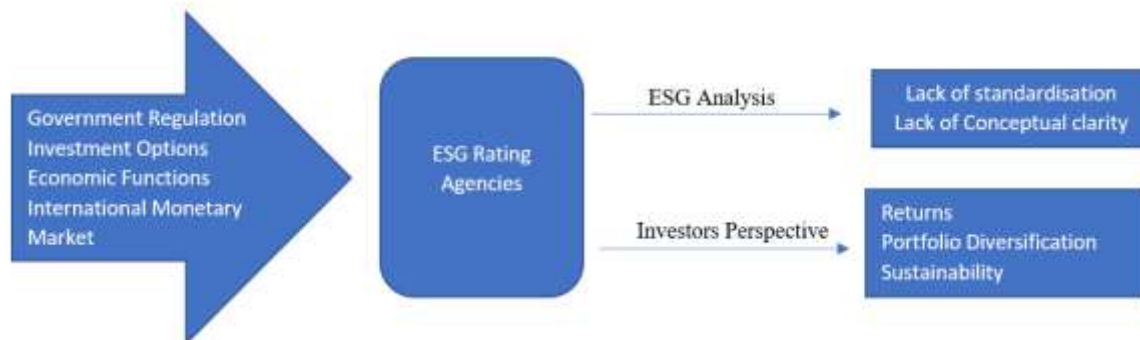 Government Regulation
Investment Options
Economic Functions
International Monetary
Market
ESG Rating
Agencies
ESG Analysis
Investors Perspective
Lack of standardisation
Lack of Conceptual clarity
Returns
Portfolio Diversification
Sustainability